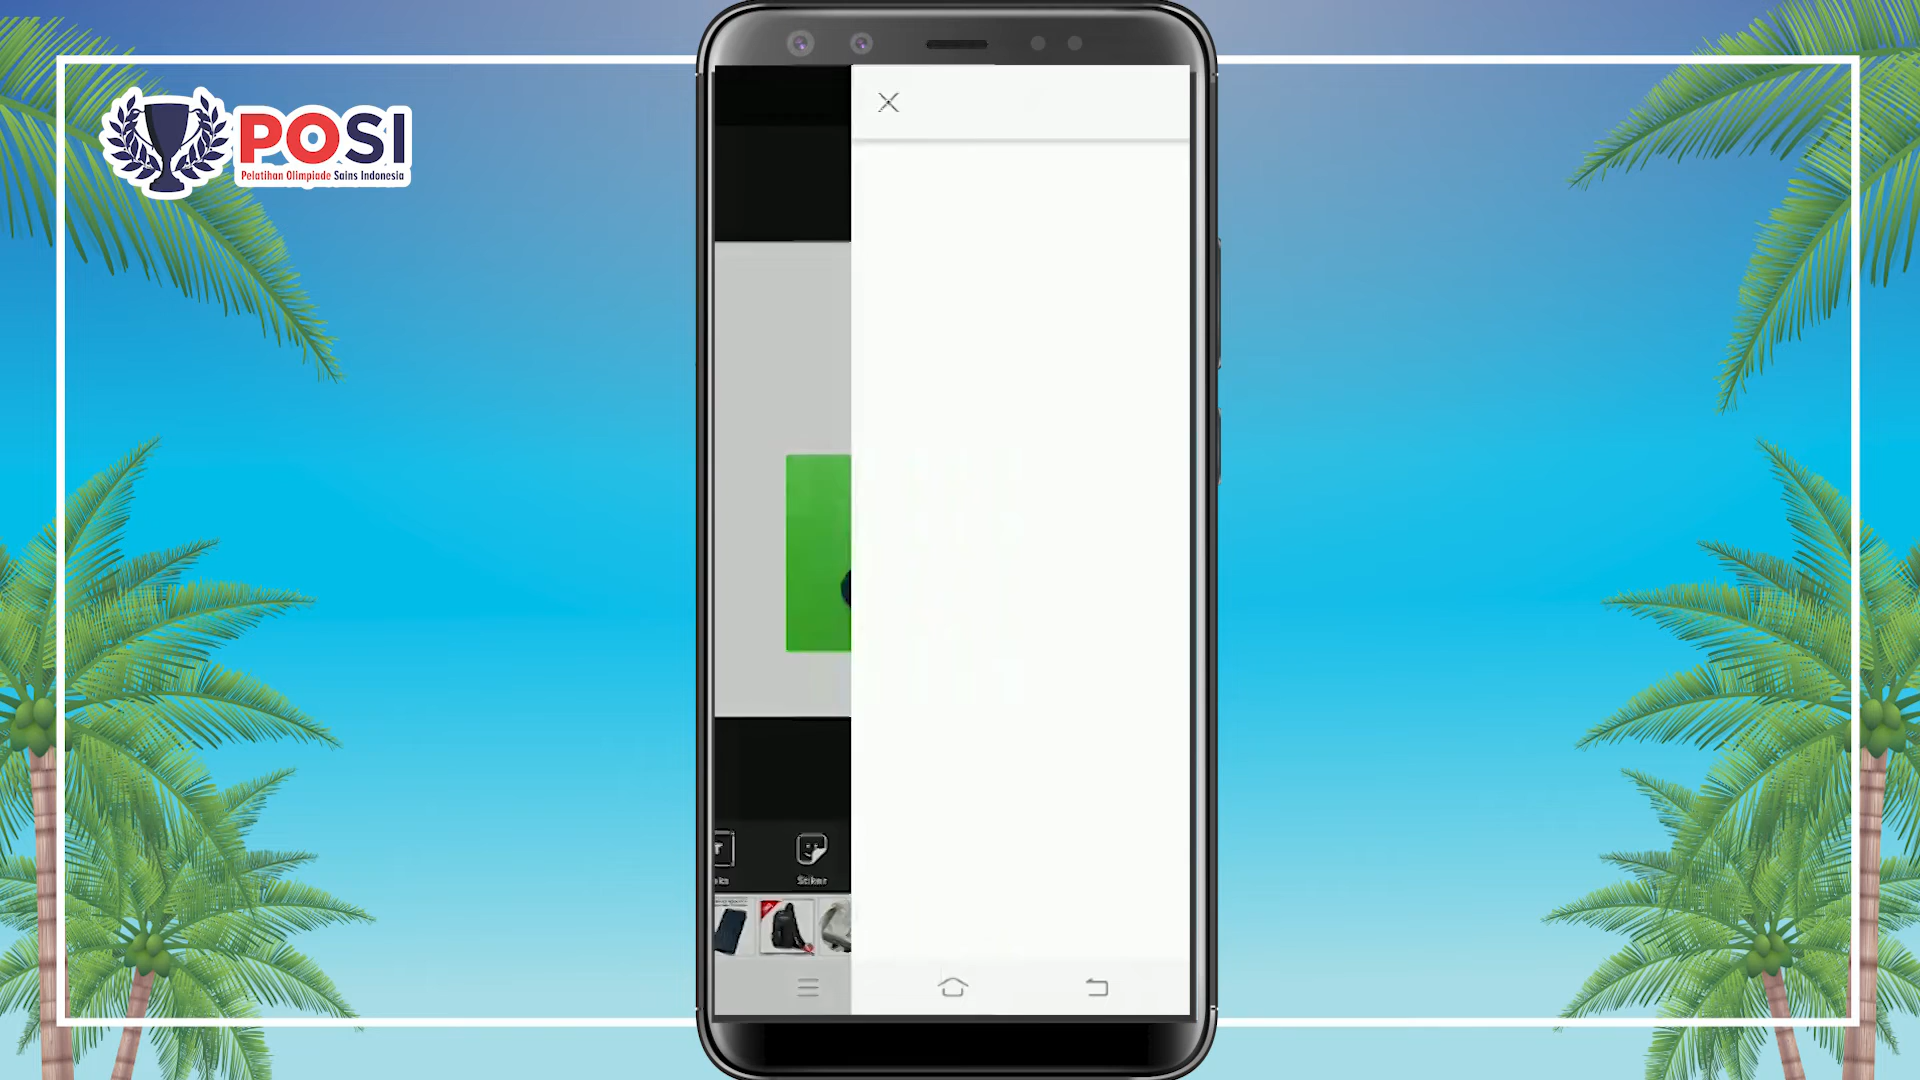 POSI
Pelatihan Olimpiade Sains Indonesia
Stiker